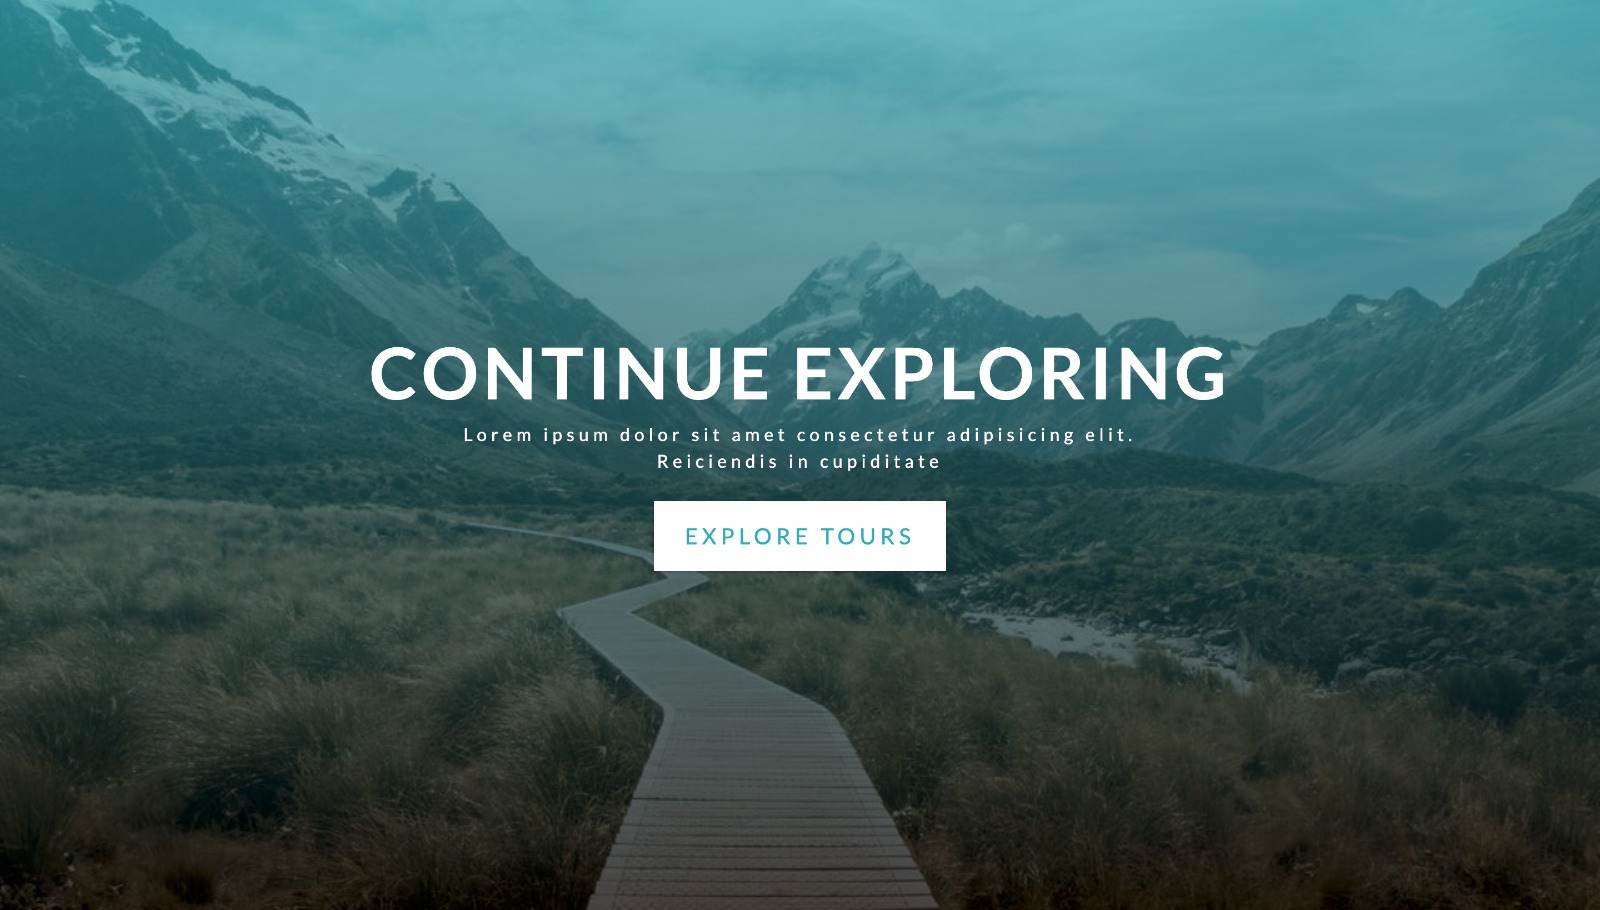 CONTINUE EXPLORING
Lorem ipsum dolor sit amet consectetur adipisicing elit.
Reiciendis in cupiditate
EXPLORE TOURS